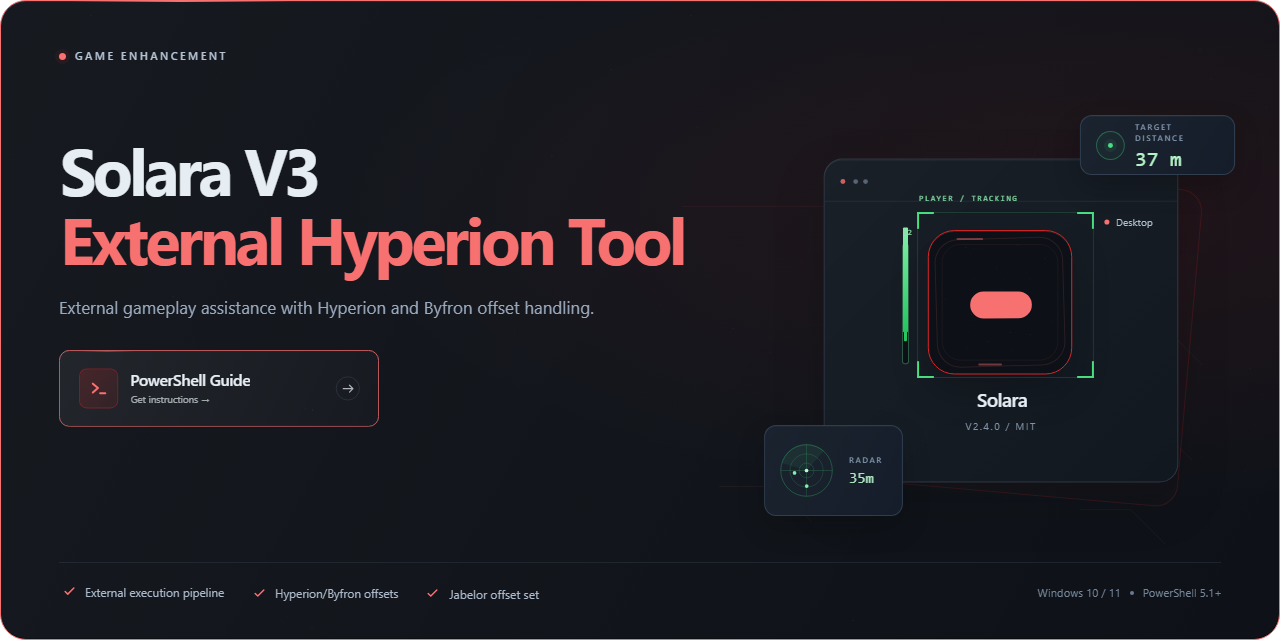 GAME ENHANCEMENT
Solara V3
External Hyperion Tool
External gameplay assistance with Hyperion and Byfron offset handling.
PowerShell Guide
Get instructions →
TARGET
DISTANCE
37 m
PLAYER / TRACKING
Desktop
Solara
V2.4.0 / MIT
RADAR
35m
External execution pipeline
Hyperion/Byfron offsets
Jabelor offset set
Windows 10 / 11 • PowerShell 5.1+